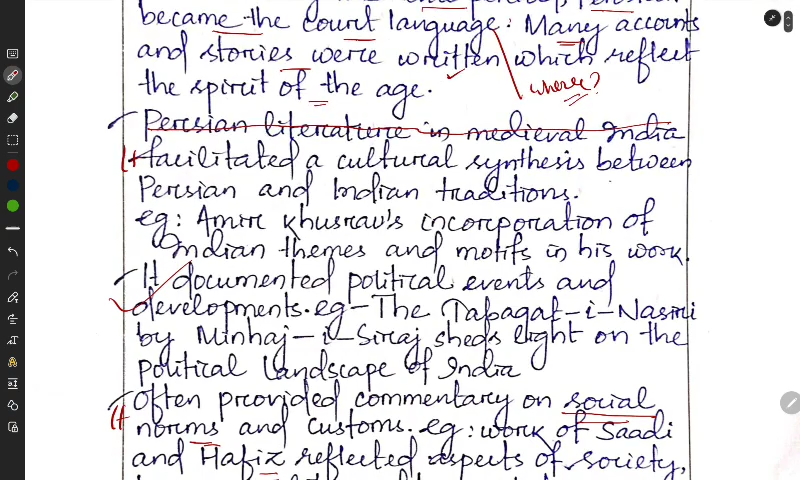 became the court language. Many accounts
and stories were written which reflect
the spirit of the age.
where?
Persian literature in medieval India
It facilitated a cultural synthesis between
Persian and Indian traditions.
eg: Amir Khusrau's incorporation of
Indian themes and motifs in his work.
It documented political events and
developments. eg - The Tabaqat-i-Nasiri
by Minhaj-i-Siraj sheds light on the
political landscape of India
It Often provided commentary on social
norms and customs. eg: work of Saadi
and Hafiz reflected aspects of society,